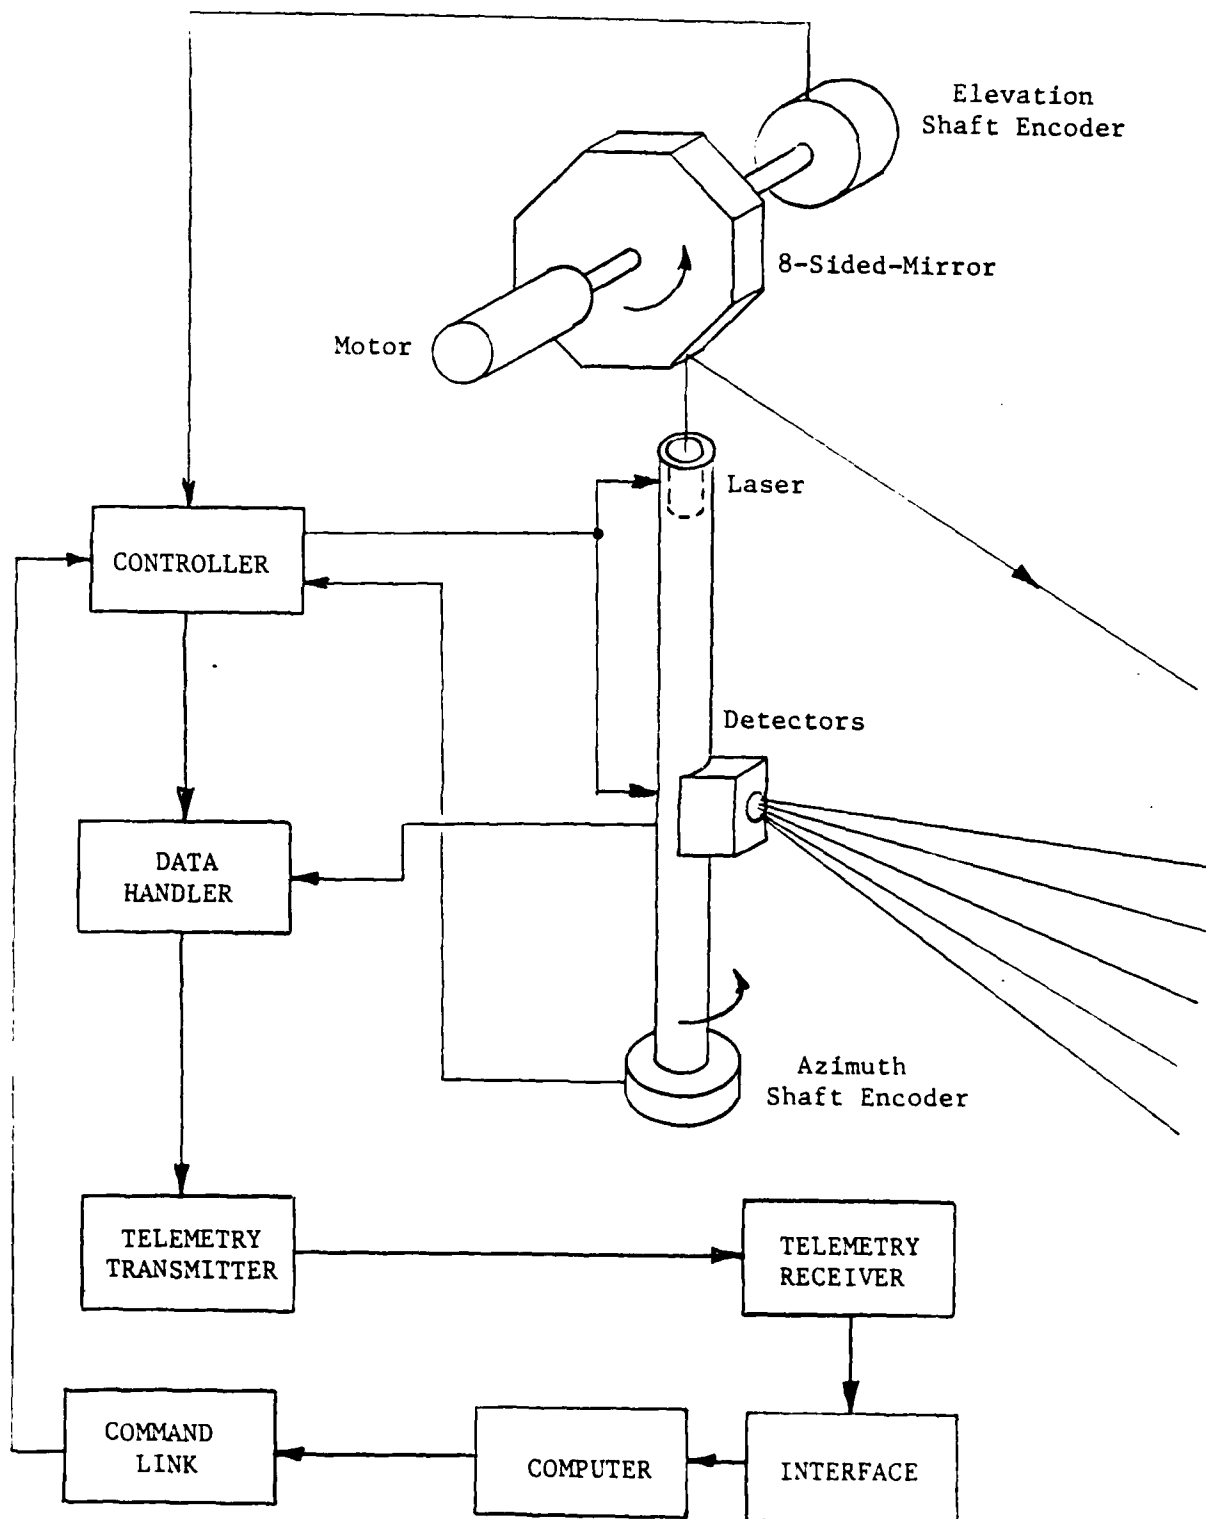 Elevation
Shaft Encoder
8-Sided-Mirror
Motor
Laser
CONTROLLER
Detectors
DATA
HANDLER
Azimuth
Shaft Encoder
TELEMETRY
TRANSMITTER
TELEMETRY
RECEIVER
COMMAND
LINK
COMPUTER
INTERFACE